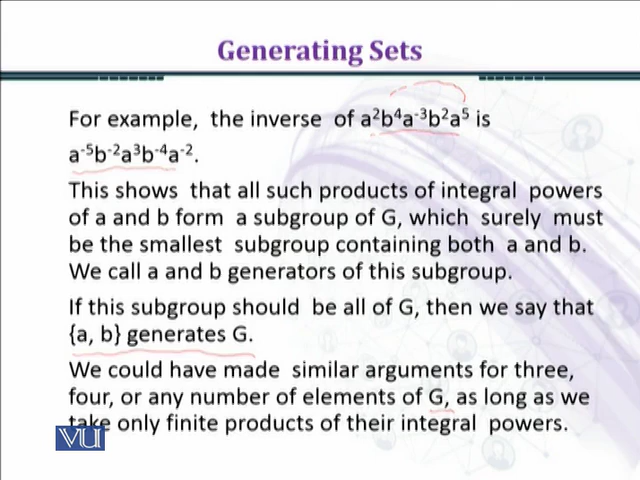 Generating Sets
For example, the inverse of a²b⁴a⁻³b²a⁵ is
a⁻⁵b⁻²a³b⁻⁴a⁻².
This shows that all such products of integral powers
of a and b form a subgroup of G, which surely must
be the smallest subgroup containing both a and b.
We call a and b generators of this subgroup.
If this subgroup should be all of G, then we say that
{a, b} generates G.
We could have made similar arguments for three,
four, or any number of elements of G, as long as we
take only finite products of their integral powers.
VU